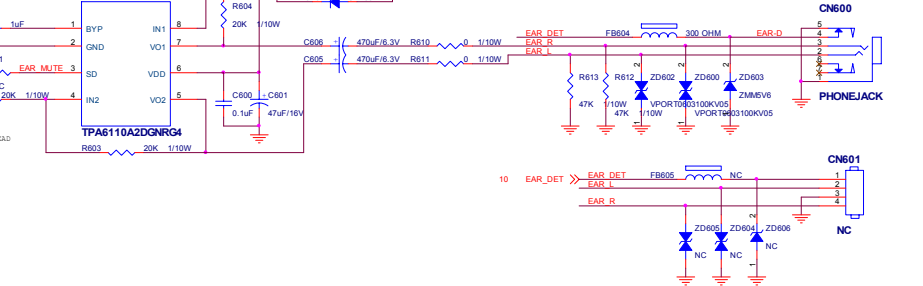 CN600
R604
20K 1/10W
1uF
1 BYP IN1 8
2 GND VO1 7
EAR_MUTE 3 SD VDD 6
20K 1/10W 4 IN2 VO2 5
TPA6110A2DGNRG4
R603 20K 1/10W
C600 0.1uF
C601 47uF/16V
C606 470uF/6.3V R610 0 1/10W
C605 470uF/6.3V R611 0 1/10W
EAR_DET FB604 300 OHM EAR-D
EAR_R
EAR_L
5
4
3
2
1
R613 47K 1/10W
R612 47K 1/10W
ZD602 VPORT0603100KV05
ZD600 VPORT0603100KV05
ZD603 ZMM5V6
PHONEJACK
CN601
10 EAR_DET EAR_DET FB605 NC 1
EAR_L 2
3
EAR_R 4
ZD605 NC
ZD604 NC
ZD606 NC
NC